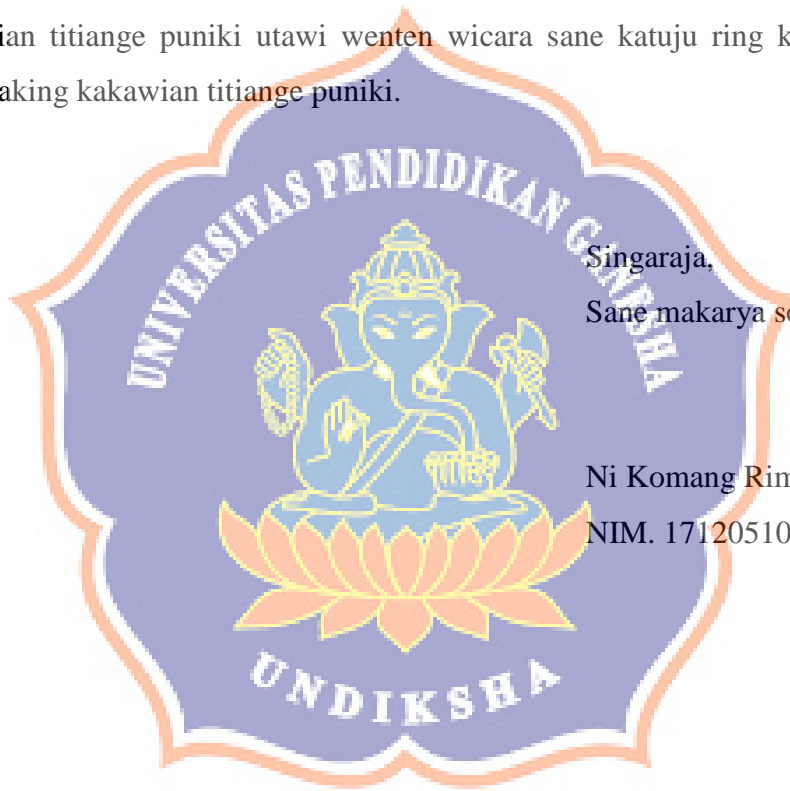 ian titiange puniki utawi wenten wicara sane katuju ring k
aking kakawian titiange puniki.
UNIVERSITAS PENDIDIKAN GANESHA
Singaraja,
Sane makarya so
Ni Komang Rim
NIM. 17120510
UNDIKSHA